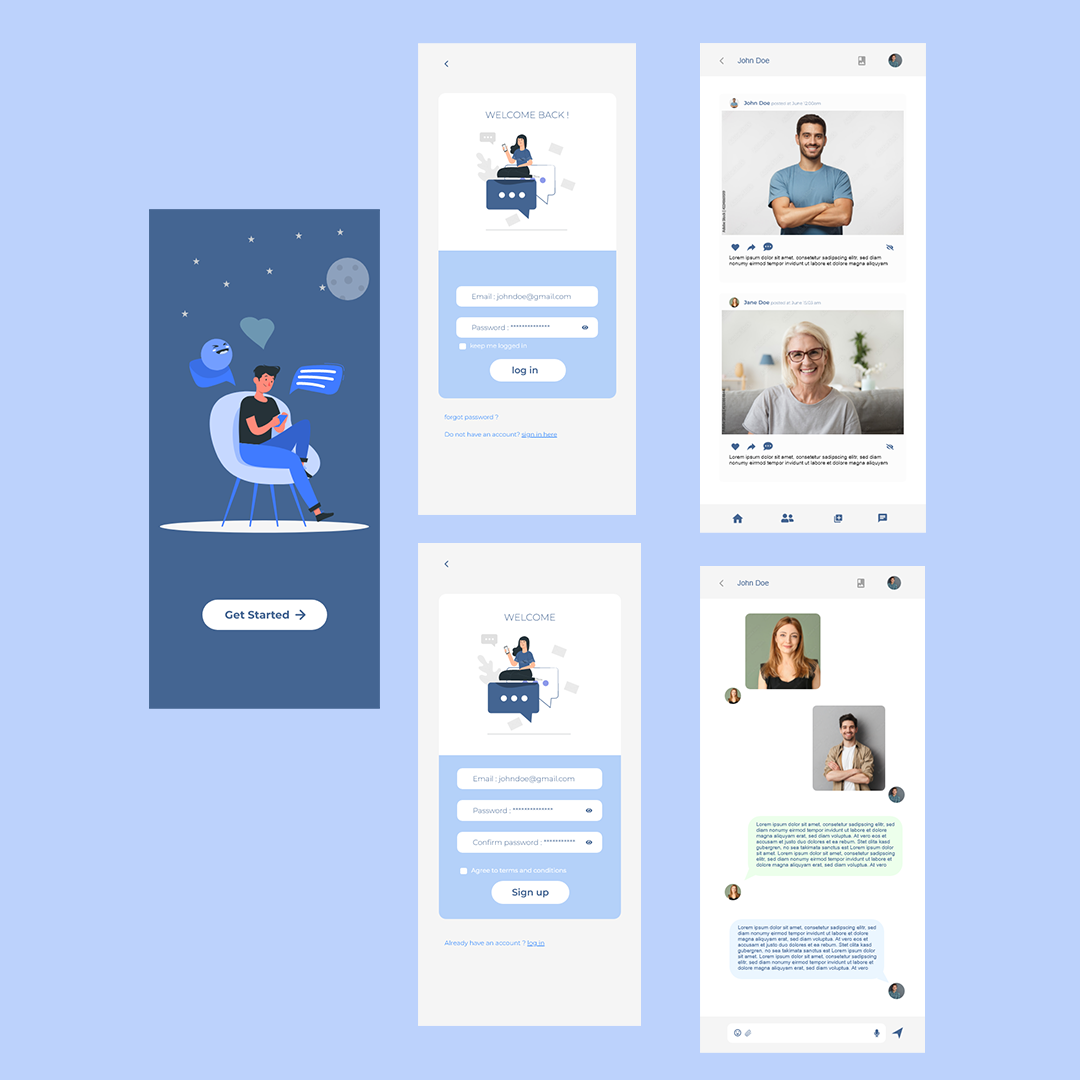 Get Started
WELCOME BACK !
Email : johndoe@gmail.com
Password : **************
keep me logged in
log in
forgot password ?
Do not have an account? sign in here
WELCOME
Email : johndoe@gmail.com
Password : **************
Confirm password : ***********
Agree to terms and conditions
Sign up
Already have an account ? log in
John Doe
John Doe posted at June 12:00am
Lorem ipsum dolor sit amet, consetetur sadipscing elitr, sed diam
nonumy eirmod tempor invidunt ut labore et dolore magna aliquyam
Jane Doe posted at June
Lorem ipsum dolor sit amet, consetetur sadipscing elitr, sed diam
nonumy eirmod tempor invidunt ut labore et dolore magna aliquyam
John Doe
Lorem ipsum dolor sit amet, consetetur sadipscing elitr, sed
diam nonumy eirmod tempor invidunt ut labore et dolore
magna aliquyam erat, sed diam voluptua. At vero eos et
accusam et justo duo dolores et ea rebum. Stet clita kasd
gubergren, no sea takimata sanctus est Lorem ipsum dolor
sit amet. Lorem ipsum dolor sit amet, consetetur sadipscing
elitr, sed diam nonumy eirmod tempor invidunt ut labore et
dolore magna aliquyam erat, sed diam voluptua. At vero
Lorem ipsum dolor sit amet, consetetur sadipscing elitr, sed
diam nonumy eirmod tempor invidunt ut labore et dolore
magna aliquyam erat, sed diam voluptua. At vero eos et
accusam et justo duo dolores et ea rebum. Stet clita kasd
gubergren, no sea takimata sanctus est Lorem ipsum dolor
sit amet. Lorem ipsum dolor sit amet, consetetur sadipscing
elitr, sed diam nonumy eirmod tempor invidunt ut labore et
dolore magna aliquyam erat, sed diam voluptua. At vero